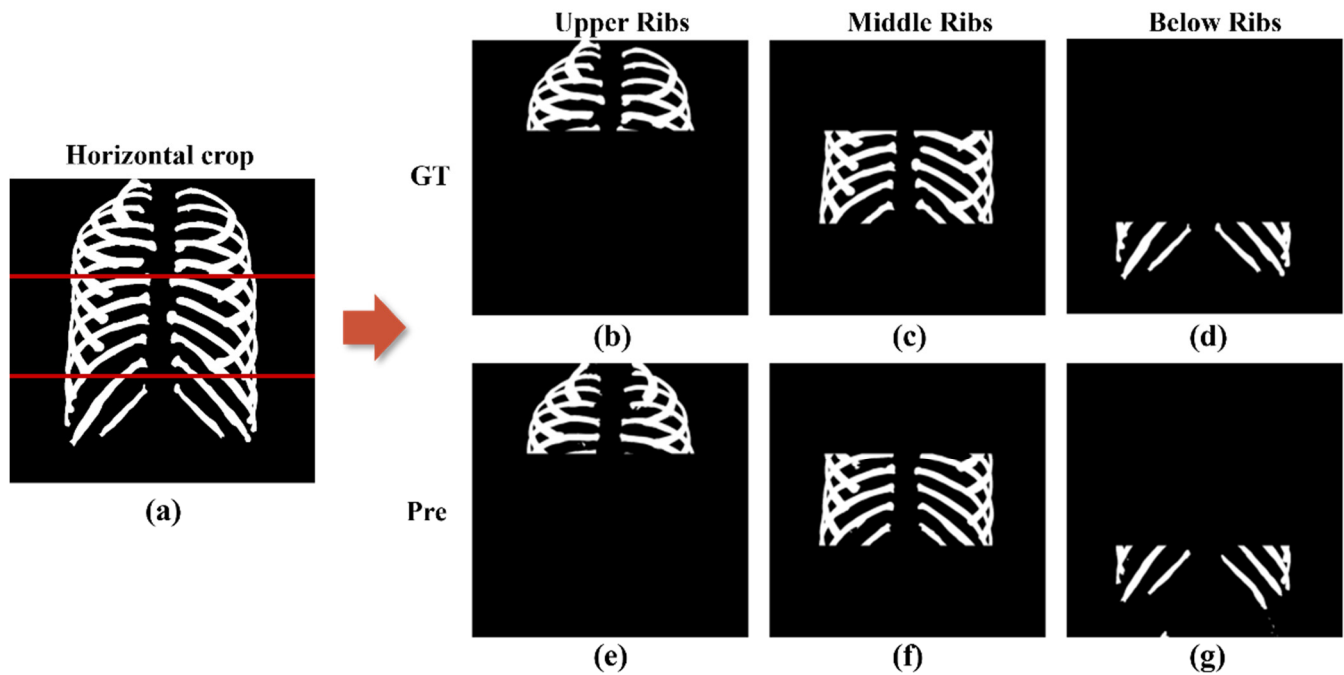 Upper Ribs
Middle Ribs
Below Ribs
Horizontal crop
GT
(b)
(c)
(d)
(a)
Pre
(e)
(f)
(g)